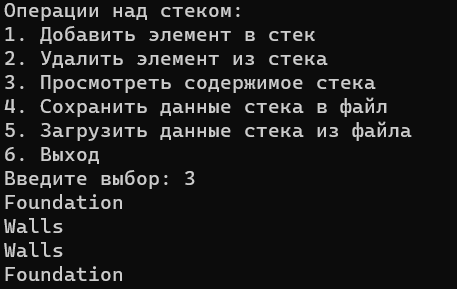 Операции над стеком:
1. Добавить элемент в стек
2. Удалить элемент из стека
3. Просмотреть содержимое стека
4. Сохранить данные стека в файл
5. Загрузить данные стека из файла
6. Выход
Введите выбор: 3
Foundation
Walls
Walls
Foundation